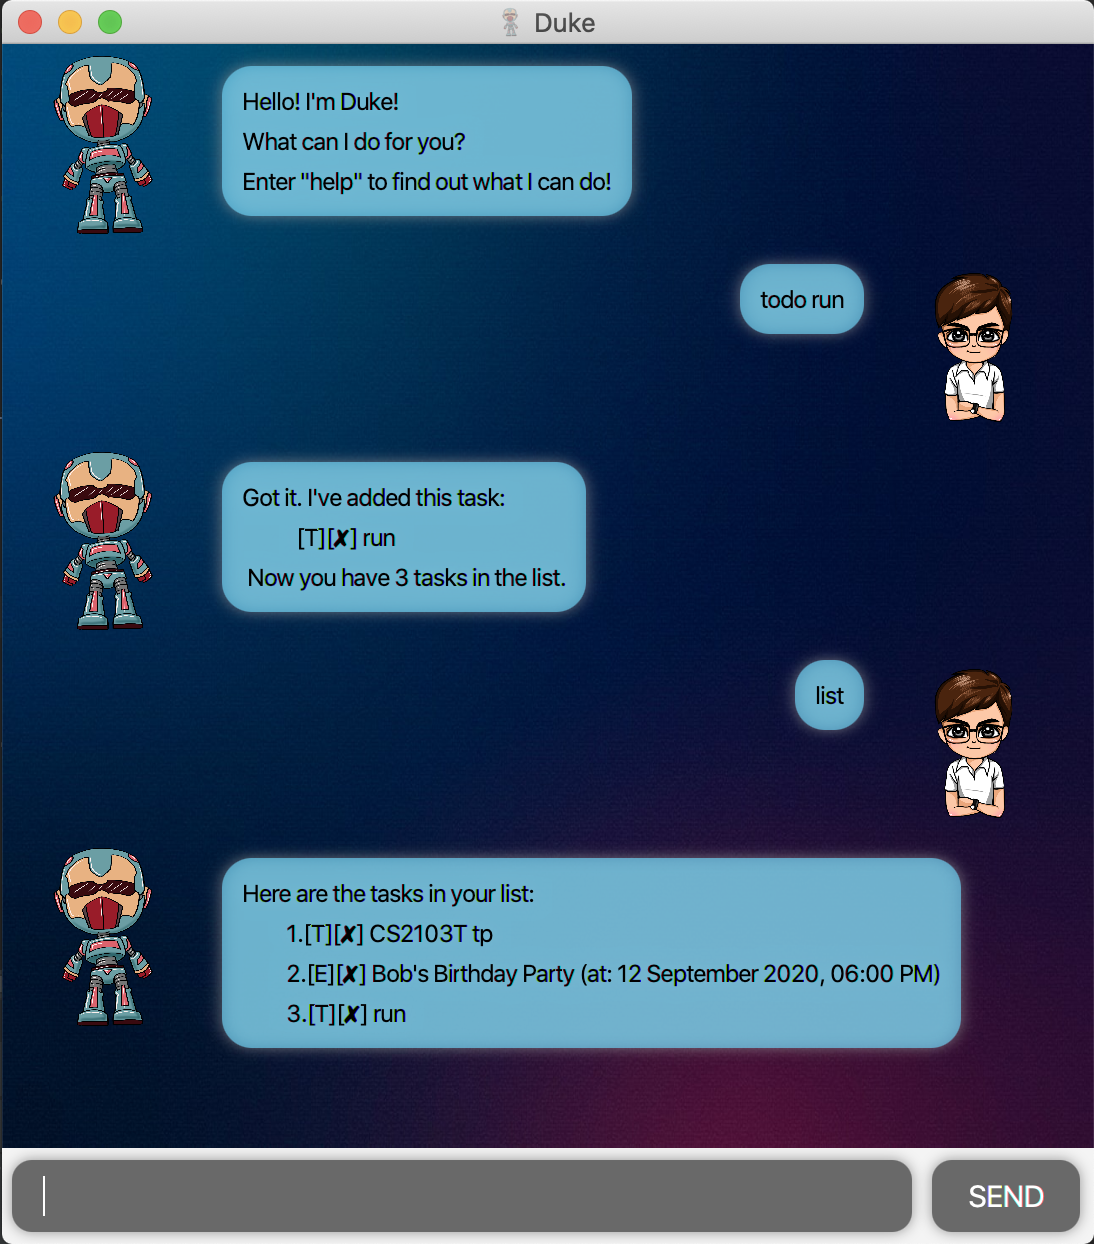 Duke
Hello! I'm Duke!
What can I do for you?
Enter "help" to find out what I can do!
todo run
Got it. I've added this task:
[T][✘] run
Now you have 3 tasks in the list.
list
Here are the tasks in your list:
1.[T][✘] CS2103T tp
2.[E][✘] Bob's Birthday Party (at: 12 September 2020, 06:00 PM)
3.[T][✘] run
SEND